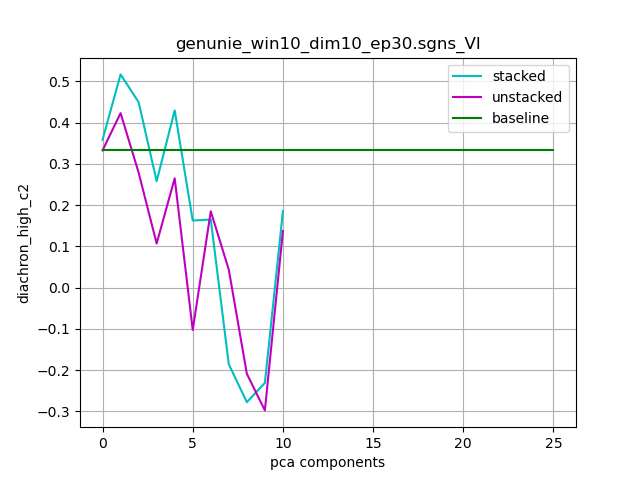 genunie_win10_dim10_ep30.sgns_VI
stacked
unstacked
baseline
diachron_high_c2
0.5
0.4
0.3
0.2
0.1
0.0
−0.1
−0.2
−0.3
0 5 10 15 20 25
pca components